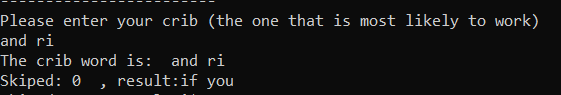 ------------------------
Please enter your crib (the one that is most likely to work)
and ri
The crib word is:  and ri
Skiped: 0  , result:if you